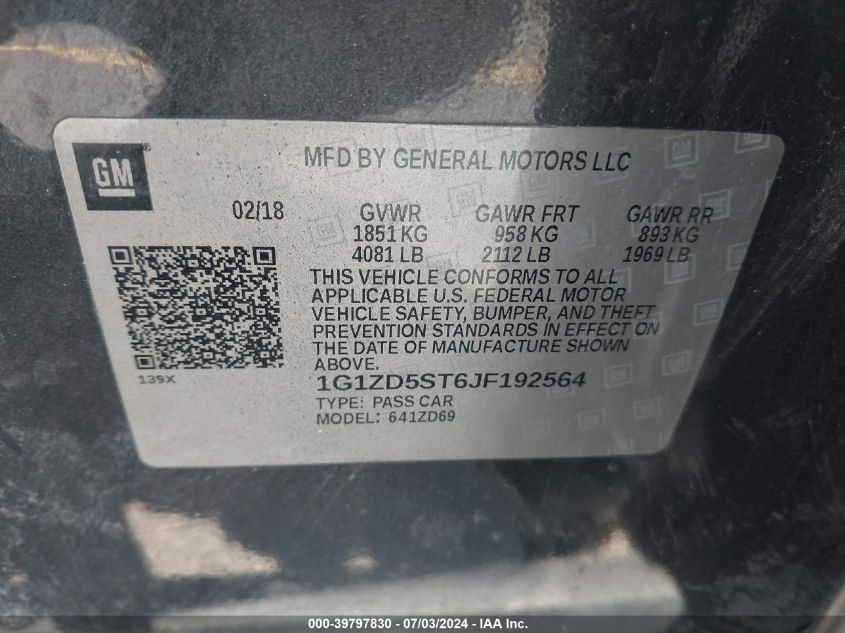 GM
MFD BY GENERAL MOTORS LLC
02/18 GVWR GAWR FRT GAWR RR
1851 KG 958 KG 893 KG
4081 LB 2112 LB 1969 LB
THIS VEHICLE CONFORMS TO ALL
APPLICABLE U.S. FEDERAL MOTOR
VEHICLE SAFETY, BUMPER, AND THEFT
PREVENTION STANDARDS IN EFFECT ON
THE DATE OF MANUFACTURE SHOWN
ABOVE.
139X
1G1ZD5ST6JF192564
TYPE: PASS CAR
MODEL: 641ZD69
000-39797830 / 07/03/2024 - IAA Inc.